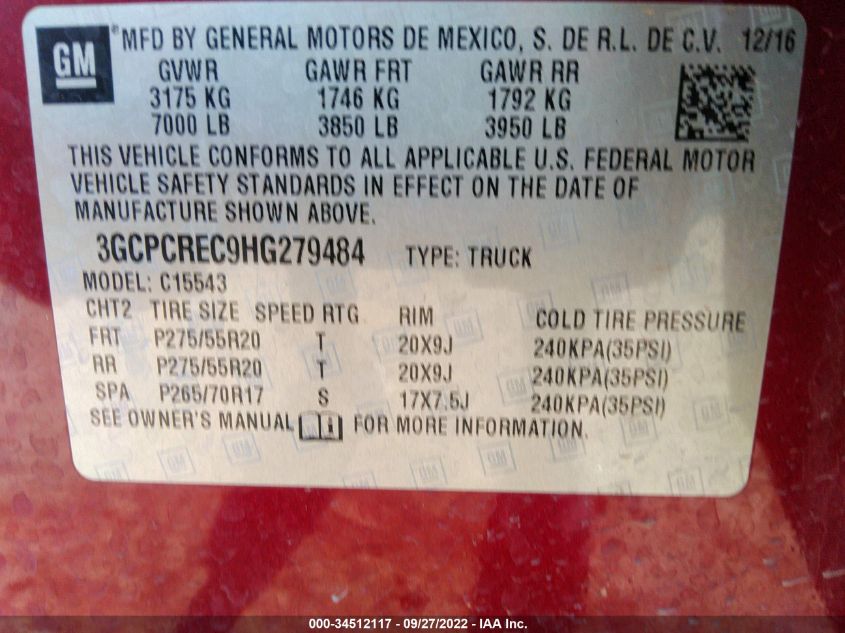 GM ® MFD BY GENERAL MOTORS DE MEXICO, S. DE R.L. DE C.V. 12/16
GVWR GAWR FRT GAWR RR
3175 KG 1746 KG 1792 KG
7000 LB 3850 LB 3950 LB
THIS VEHICLE CONFORMS TO ALL APPLICABLE U.S. FEDERAL MOTOR
VEHICLE SAFETY STANDARDS IN EFFECT ON THE DATE OF
MANUFACTURE SHOWN ABOVE.
3GCPCREC9HG279484 TYPE: TRUCK
MODEL: C15543
CHT2 TIRE SIZE SPEED RTG RIM COLD TIRE PRESSURE
FRT P275/55R20 T 20X9J 240KPA(35PSI)
RR P275/55R20 T 20X9J 240KPA(35PSI)
SPA P265/70R17 S 17X7.5J 240KPA(35PSI)
SEE OWNER'S MANUAL FOR MORE INFORMATION.
000-34512117 - 09/27/2022 - IAA Inc.